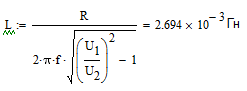 L := R / (2·π·f·√((U₁/U₂)² − 1)) = 2.694 × 10⁻³ Гн